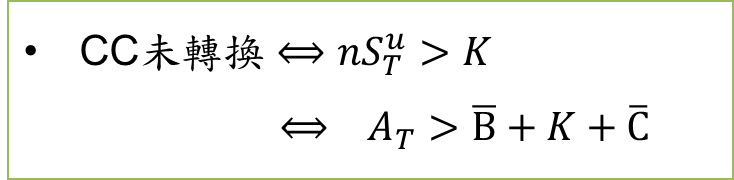 • CC未轉換 ⟺ nS_T^u > K
⟺ A_T > B̅ + K + C̅